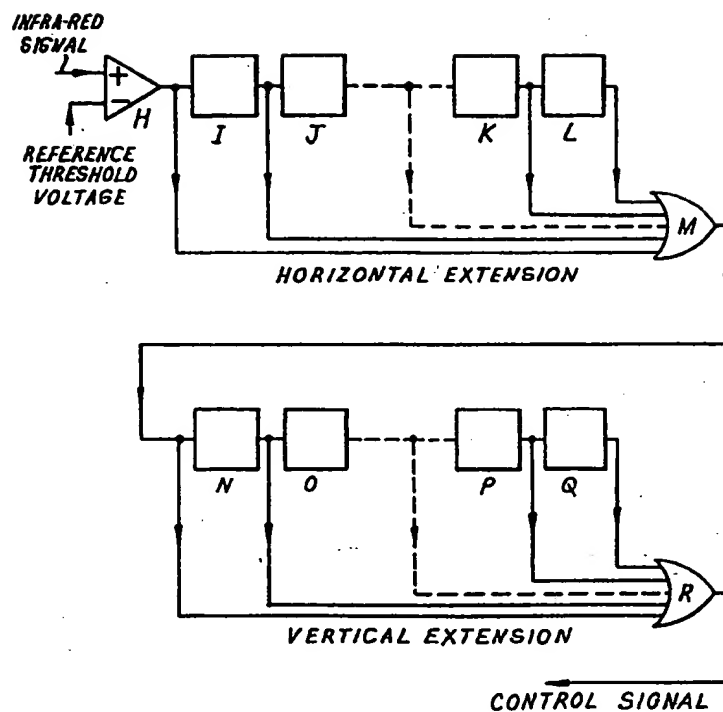 INFRA-RED
SIGNAL
+
−
H
I
J
K
L
REFERENCE
THRESHOLD
VOLTAGE
M
HORIZONTAL EXTENSION
N
O
P
Q
R
VERTICAL EXTENSION
CONTROL SIGNAL